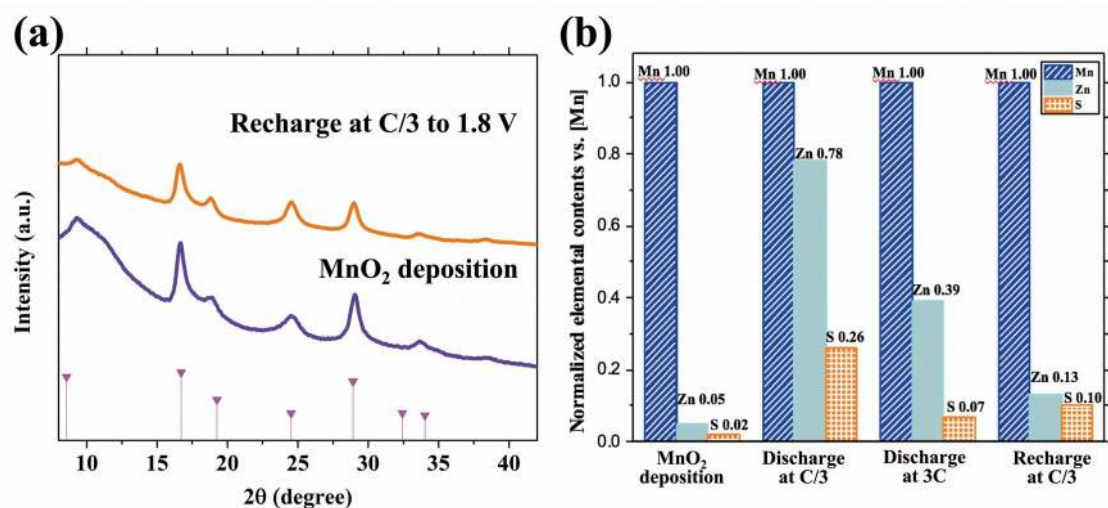 (a)
Recharge at C/3 to 1.8 V
MnO₂ deposition
Intensity (a.u.)
10 15 20 25 30 35 40
2θ (degree)
(b)
Normalized elemental contents vs. [Mn]
1.0
0.8
0.6
0.4
0.2
0.0
Mn 1.00 Mn 1.00 Mn 1.00 Mn 1.00
Mn
Zn
S
Zn 0.78
Zn 0.39
S 0.26
Zn 0.05
S 0.02
S 0.07
Zn 0.13
S 0.10
MnO₂ deposition
Discharge at C/3
Discharge at 3C
Recharge at C/3